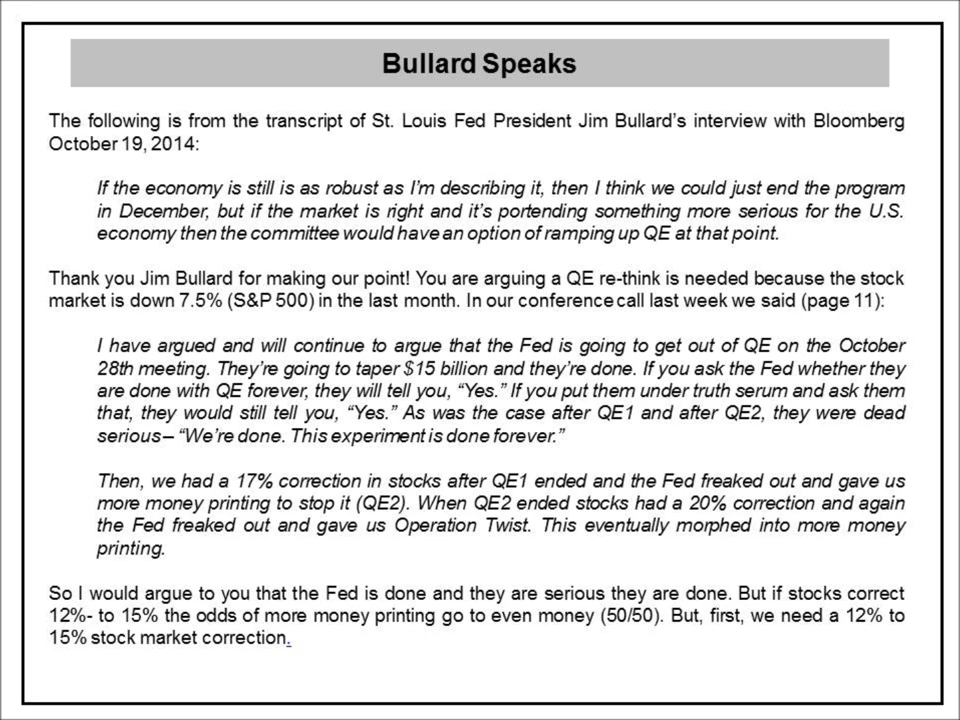 Bullard Speaks
The following is from the transcript of St. Louis Fed President Jim Bullard's interview with Bloomberg
October 19, 2014:
If the economy is still is as robust as I'm describing it, then I think we could just end the program
in December, but if the market is right and it's portending something more serious for the U.S.
economy then the committee would have an option of ramping up QE at that point.
Thank you Jim Bullard for making our point! You are arguing a QE re-think is needed because the stock
market is down 7.5% (S&P 500) in the last month. In our conference call last week we said (page 11):
I have argued and will continue to argue that the Fed is going to get out of QE on the October
28th meeting. They're going to taper $15 billion and they're done. If you ask the Fed whether they
are done with QE forever, they will tell you, “Yes.” If you put them under truth serum and ask them
that, they would still tell you, “Yes.” As was the case after QE1 and after QE2, they were dead
serious – “We're done. This experiment is done forever.”
Then, we had a 17% correction in stocks after QE1 ended and the Fed freaked out and gave us
more money printing to stop it (QE2). When QE2 ended stocks had a 20% correction and again
the Fed freaked out and gave us Operation Twist. This eventually morphed into more money
printing.
So I would argue to you that the Fed is done and they are serious they are done. But if stocks correct
12%- to 15% the odds of more money printing go to even money (50/50). But, first, we need a 12% to
15% stock market correction.